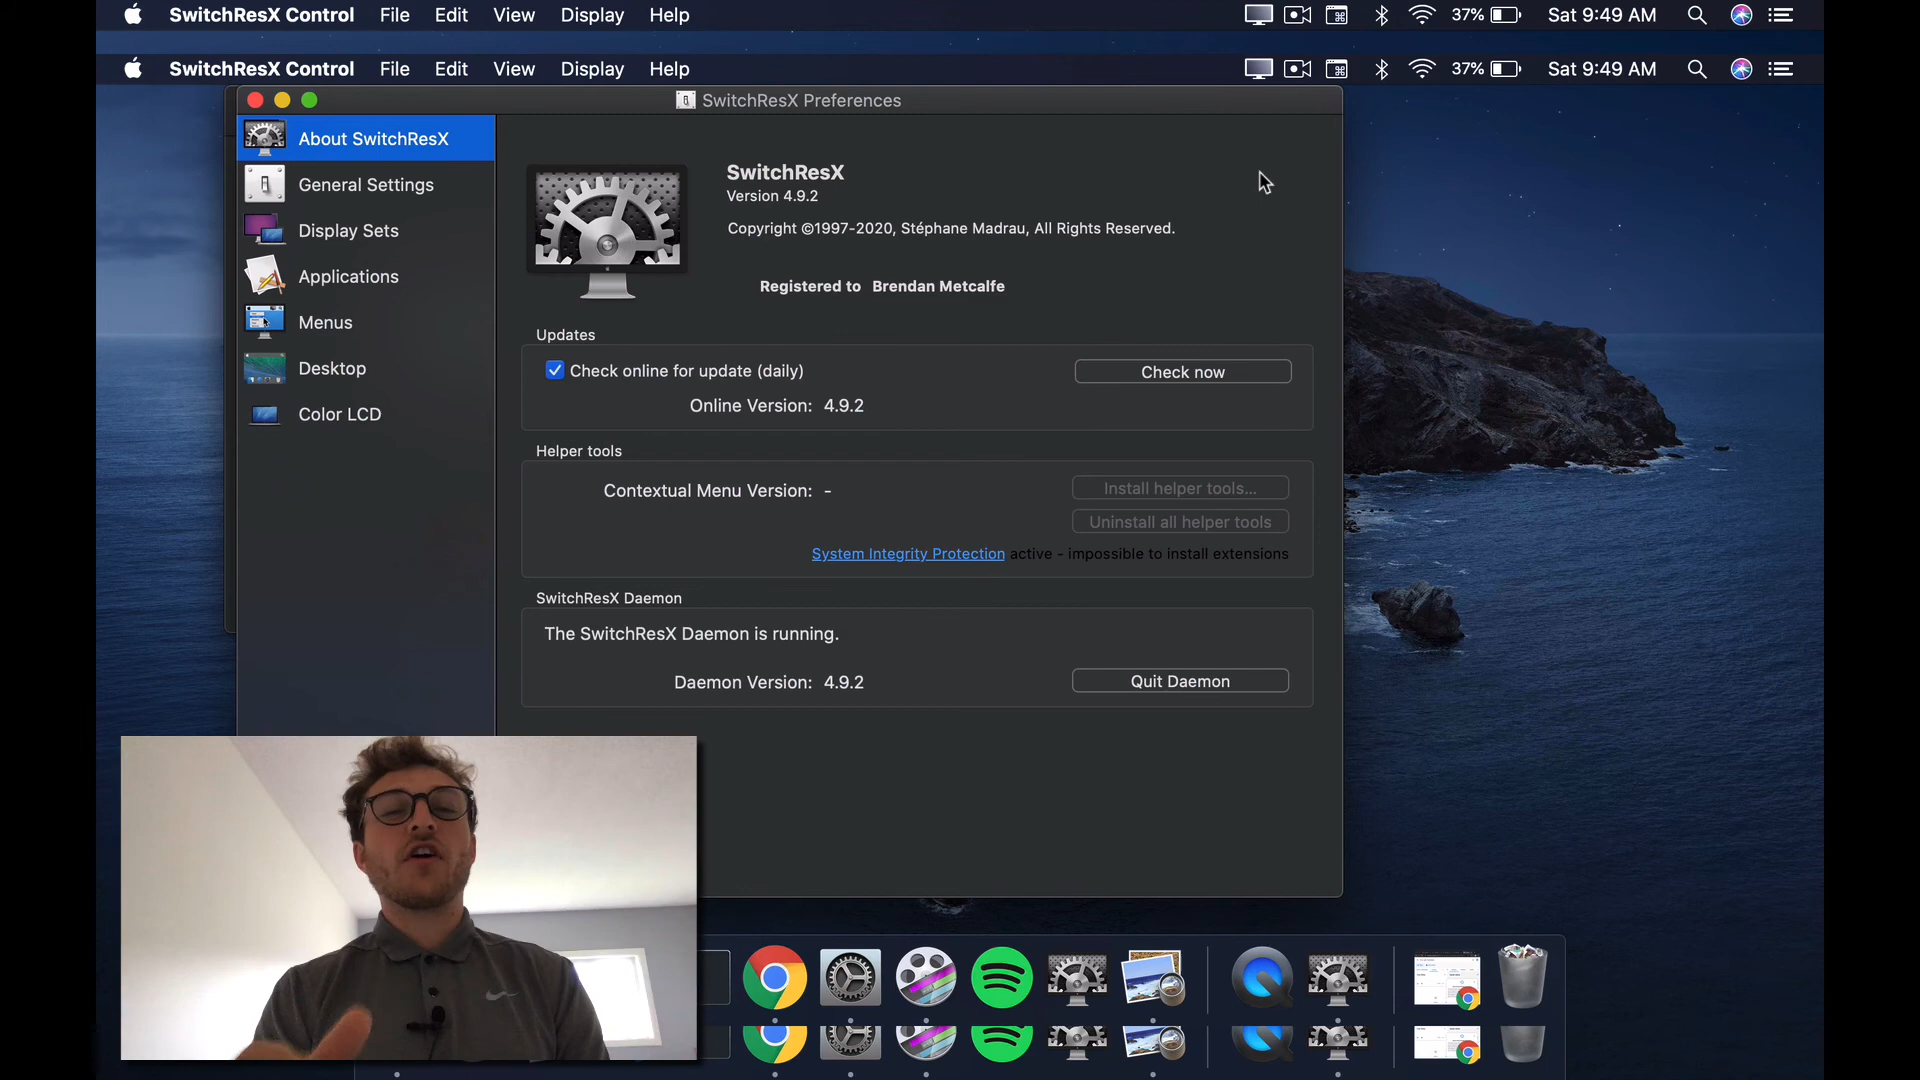 SwitchResX Control File Edit View Display Help 37% Sat 9:49 AM
SwitchResX Control File Edit View Display Help 37% Sat 9:49 AM
SwitchResX Preferences
About SwitchResX
General Settings
Display Sets
Applications
Menus
Desktop
Color LCD
SwitchResX
Version 4.9.2
Copyright ©1997-2020, Stéphane Madrau, All Rights Reserved.
Registered to Brendan Metcalfe
Updates
Check online for update (daily)
Check now
Online Version: 4.9.2
Helper tools
Contextual Menu Version: -
Install helper tools...
Uninstall all helper tools
System Integrity Protection active - impossible to install extensions
SwitchResX Daemon
The SwitchResX Daemon is running.
Daemon Version: 4.9.2
Quit Daemon